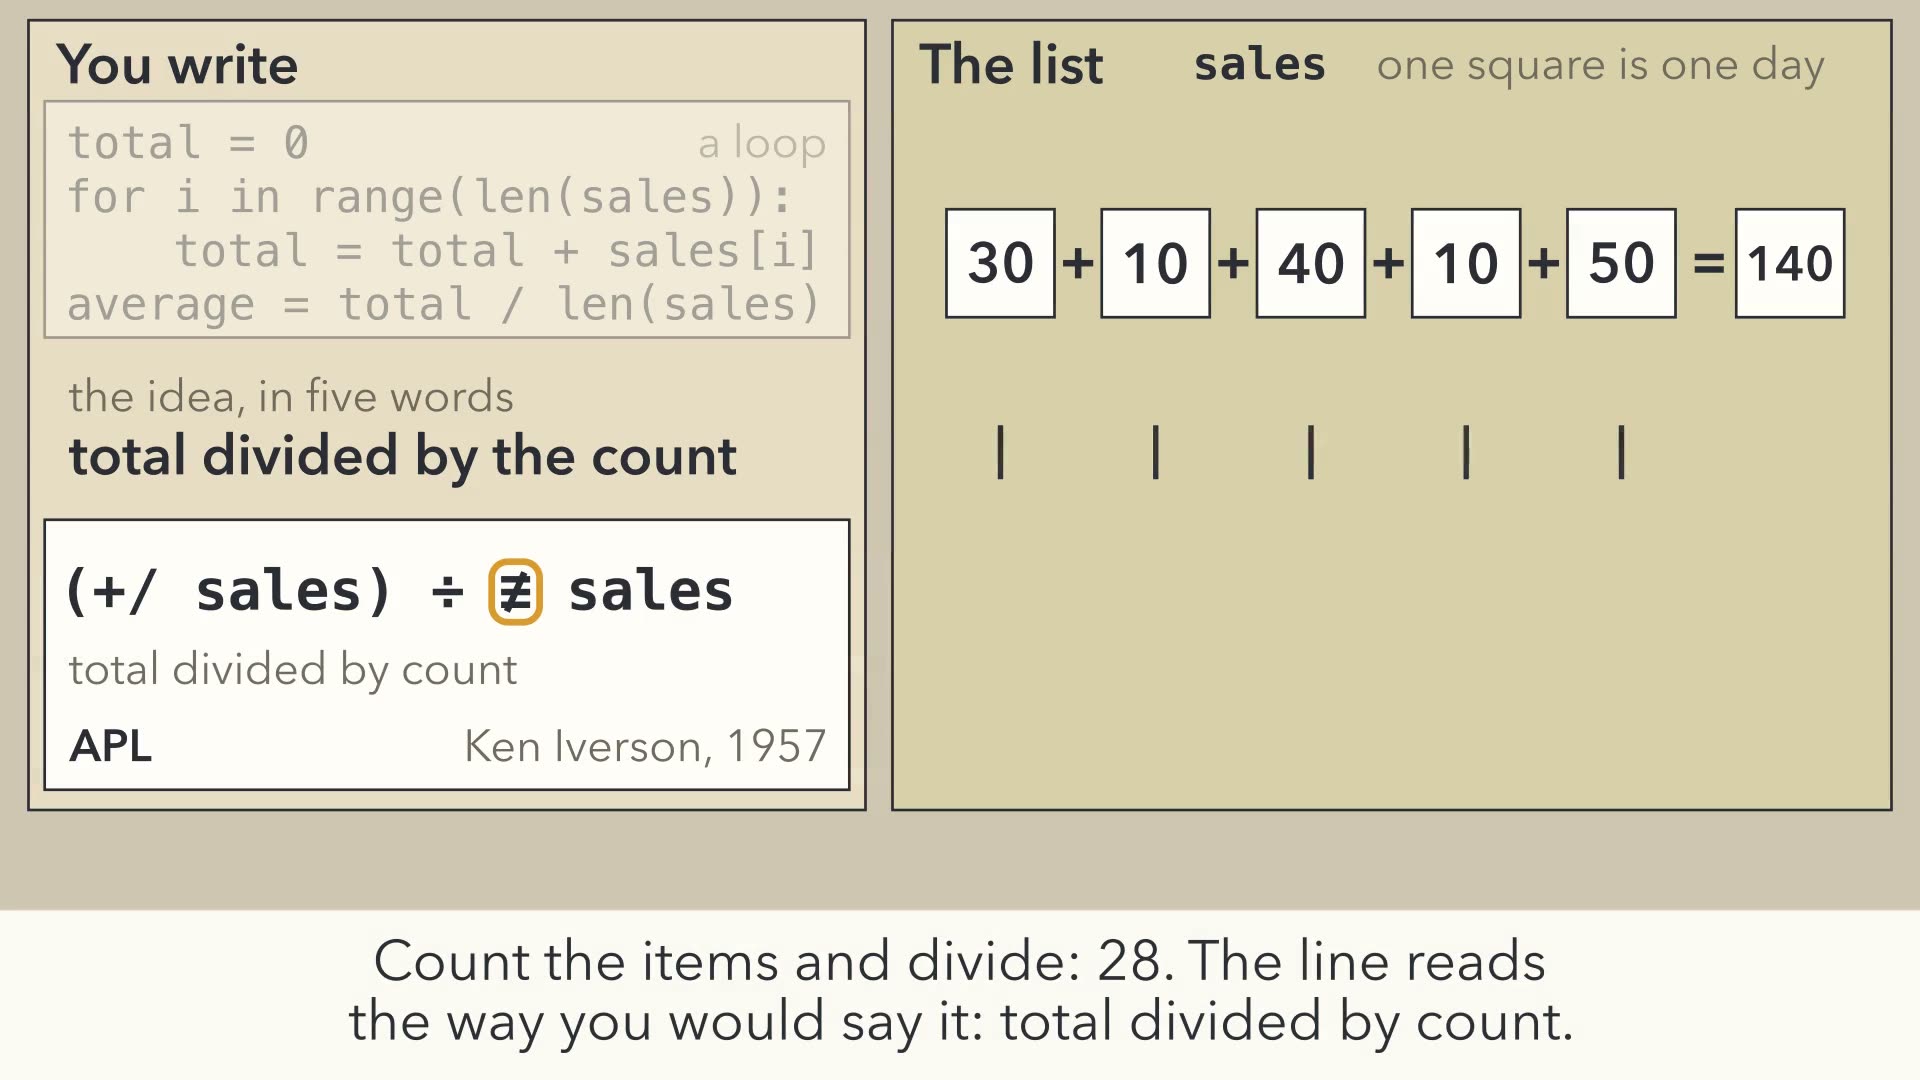 You write
total = 0 a loop
for i in range(len(sales)):
    total = total + sales[i]
average = total / len(sales)
the idea, in five words
total divided by the count
(+/ sales) ÷ ≢ sales
total divided by count
APL Ken Iverson, 1957
The list sales one square is one day
30 + 10 + 40 + 10 + 50 = 140
| | | | |
Count the items and divide: 28. The line reads
the way you would say it: total divided by count.